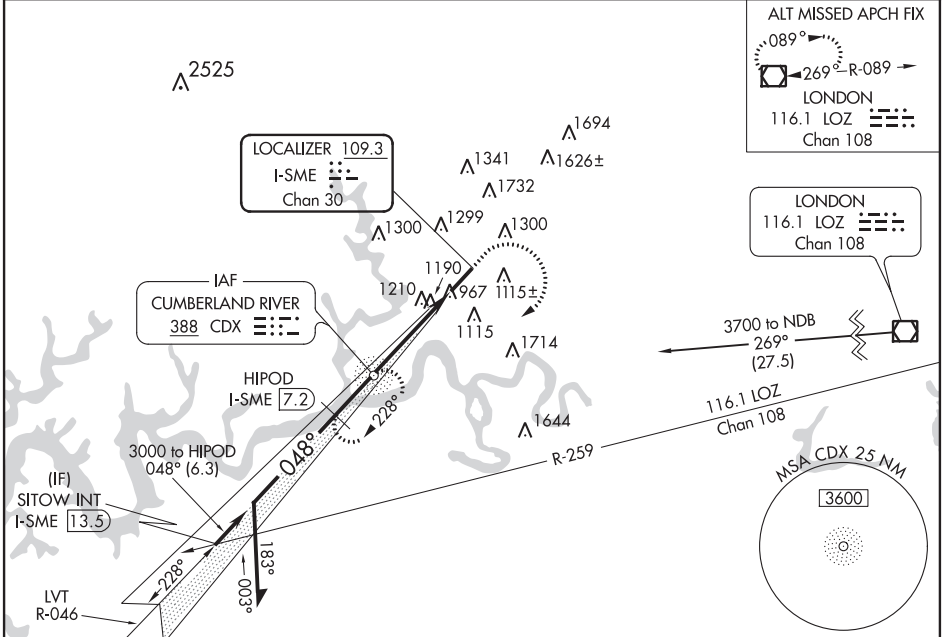 ALT MISSED APCH FIX
089°
269°
R-089
LONDON
116.1 LOZ
Chan 108
2525
1694
1626±
1341
1732
LOCALIZER 109.3
I-SME
Chan 30
1300
1299
1300
LONDON
116.1 LOZ
Chan 108
IAF
CUMBERLAND RIVER
388 CDX
1190
1210
967
1115±
1115
1714
3700 to NDB
269°
(27.5)
HIPOD
I-SME 7.2
228°
1644
116.1 LOZ
Chan 108
R-259
048°
3000 to HIPOD
048° (6.3)
(IF)
SITOW INT
I-SME 13.5
228°
183°
003°
LVT
R-046
MSA CDX 25 NM
3600